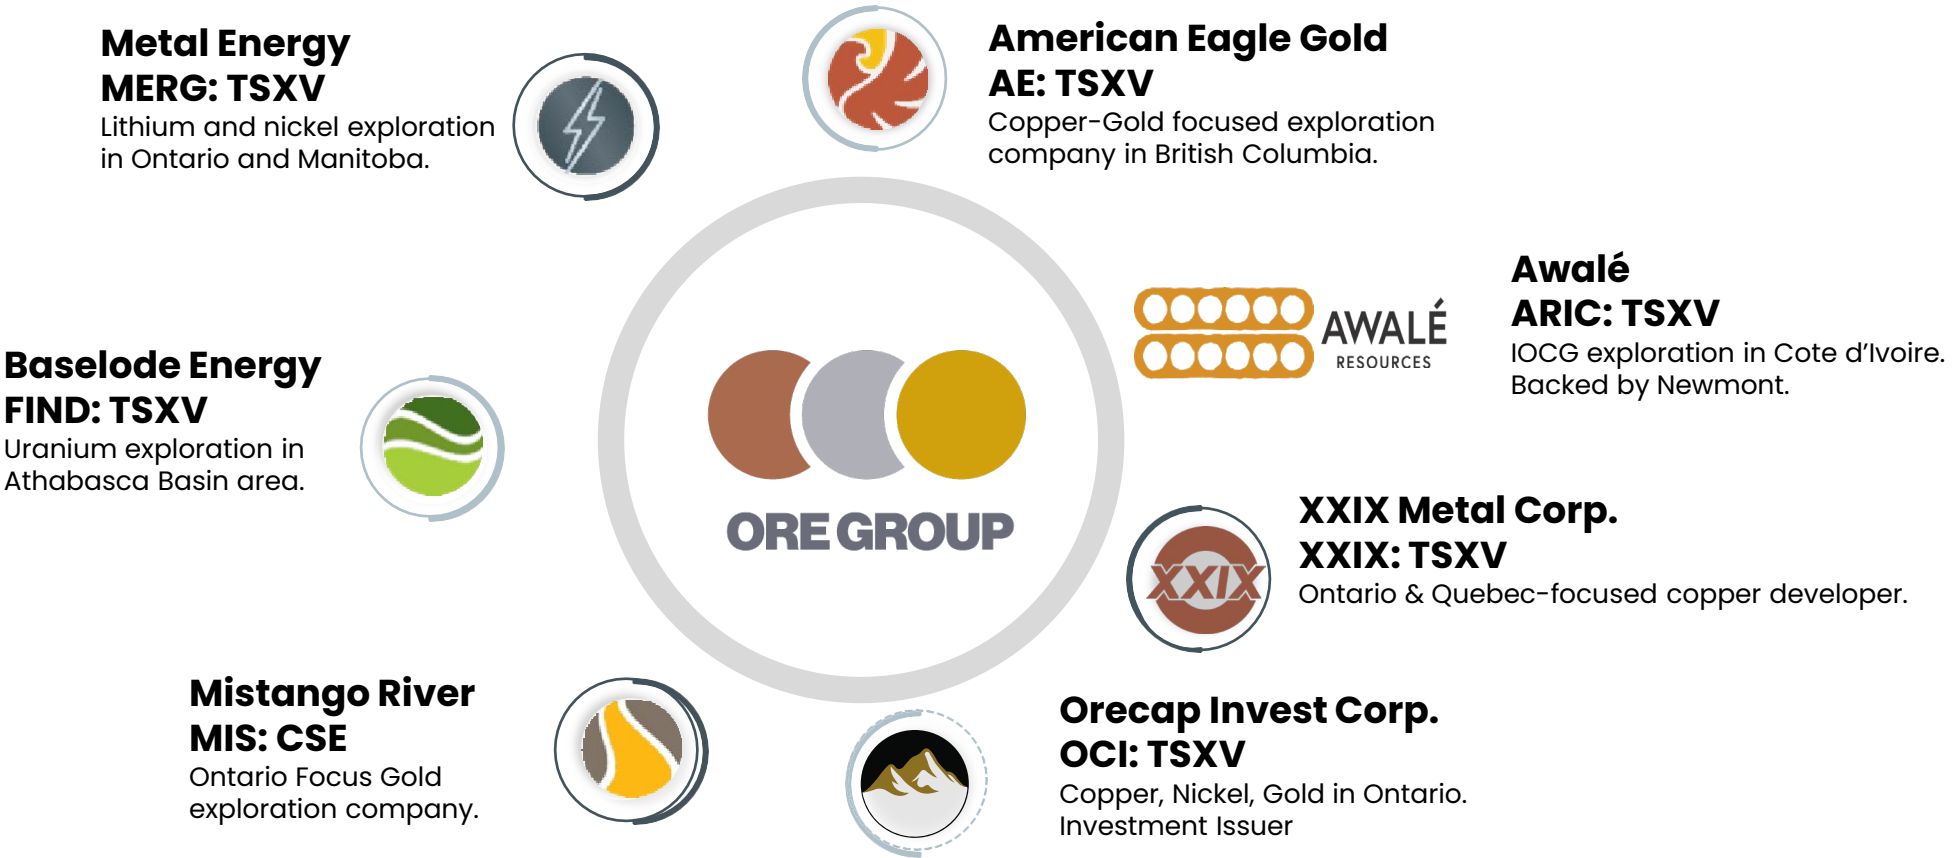 Metal Energy
MERG: TSXV
Lithium and nickel exploration
in Ontario and Manitoba.
American Eagle Gold
AE: TSXV
Copper-Gold focused exploration
company in British Columbia.
AWALÉ
RESOURCES
Awalé
ARIC: TSXV
IOCG exploration in Cote d’Ivoire.
Backed by Newmont.
Baselode Energy
FIND: TSXV
Uranium exploration in
Athabasca Basin area.
ORE GROUP
XXIX
XXIX Metal Corp.
XXIX: TSXV
Ontario & Quebec-focused copper developer.
Mistango River
MIS: CSE
Ontario Focus Gold
exploration company.
Orecap Invest Corp.
OCI: TSXV
Copper, Nickel, Gold in Ontario.
Investment Issuer